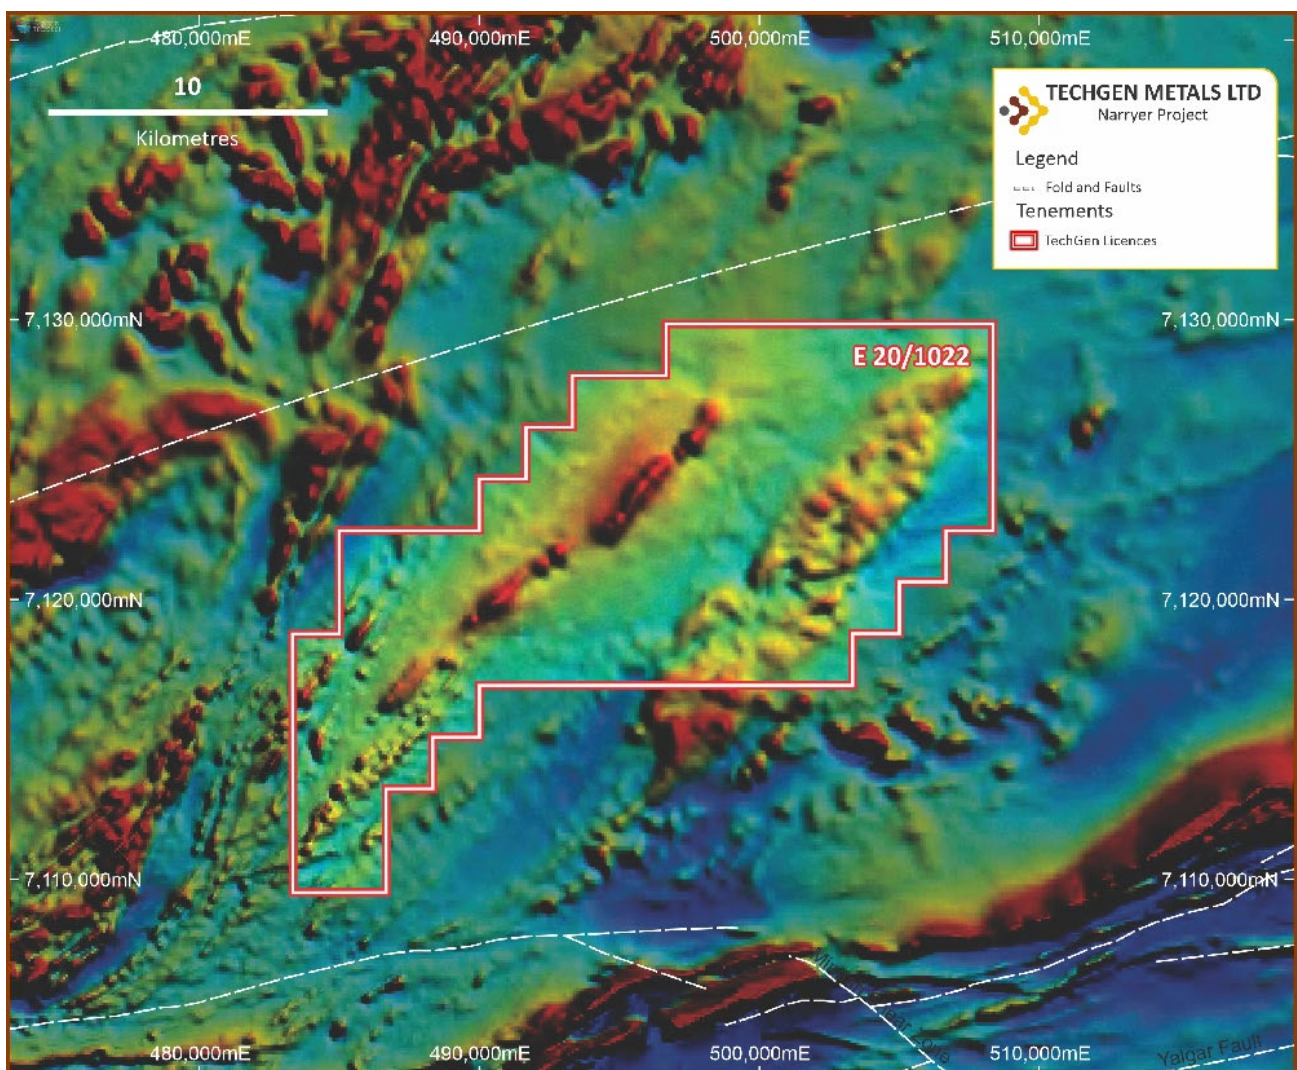 480,000mE
490,000mE
500,000mE
510,000mE
10
Kilometres
TECHGEN METALS LTD
Narryer Project
Legend
Fold and Faults
Tenements
TechGen Licences
7,130,000mN
7,130,000mN
E 20/1022
7,120,000mN
7,120,000mN
7,110,000mN
7,110,000mN
Zone
Yalgar Fault
480,000mE
490,000mE
500,000mE
510,000mE